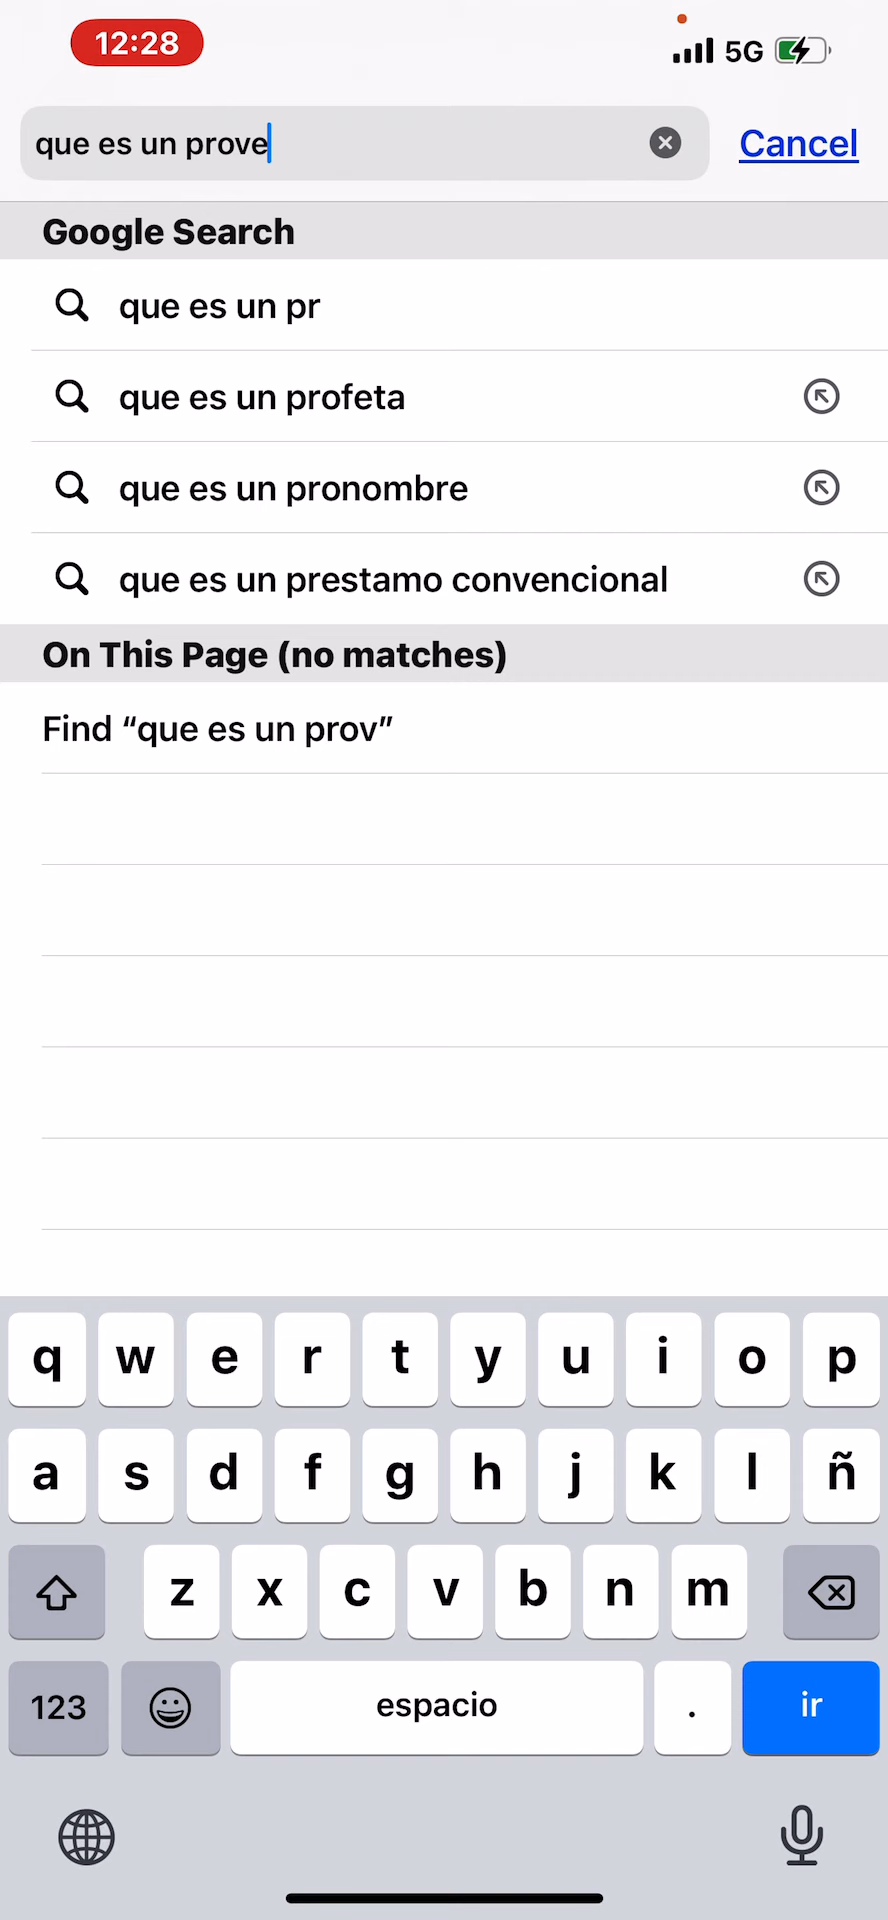 12:28
5G
que es un prove
Cancel
Google Search
que es un pr
que es un profeta
que es un pronombre
que es un prestamo convencional
On This Page (no matches)
Find “que es un prov”
q w e r t y u i o p
a s d f g h j k l ñ
z x c v b n m
123 espacio . ir